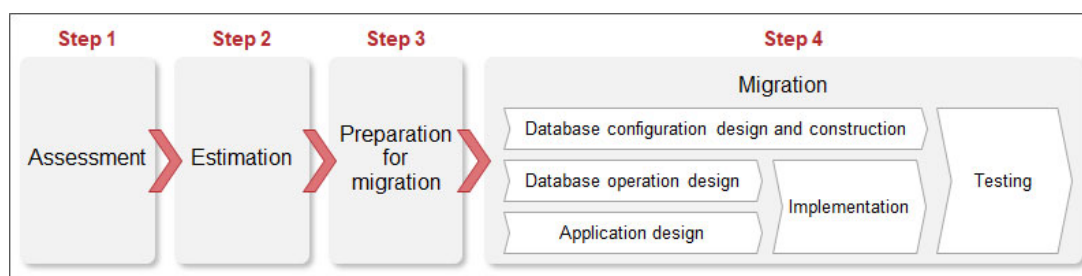 Step 1
Step 2
Step 3
Step 4
Assessment
Estimation
Preparation
for
migration
Migration
Database configuration design and construction
Database operation design
Application design
Implementation
Testing